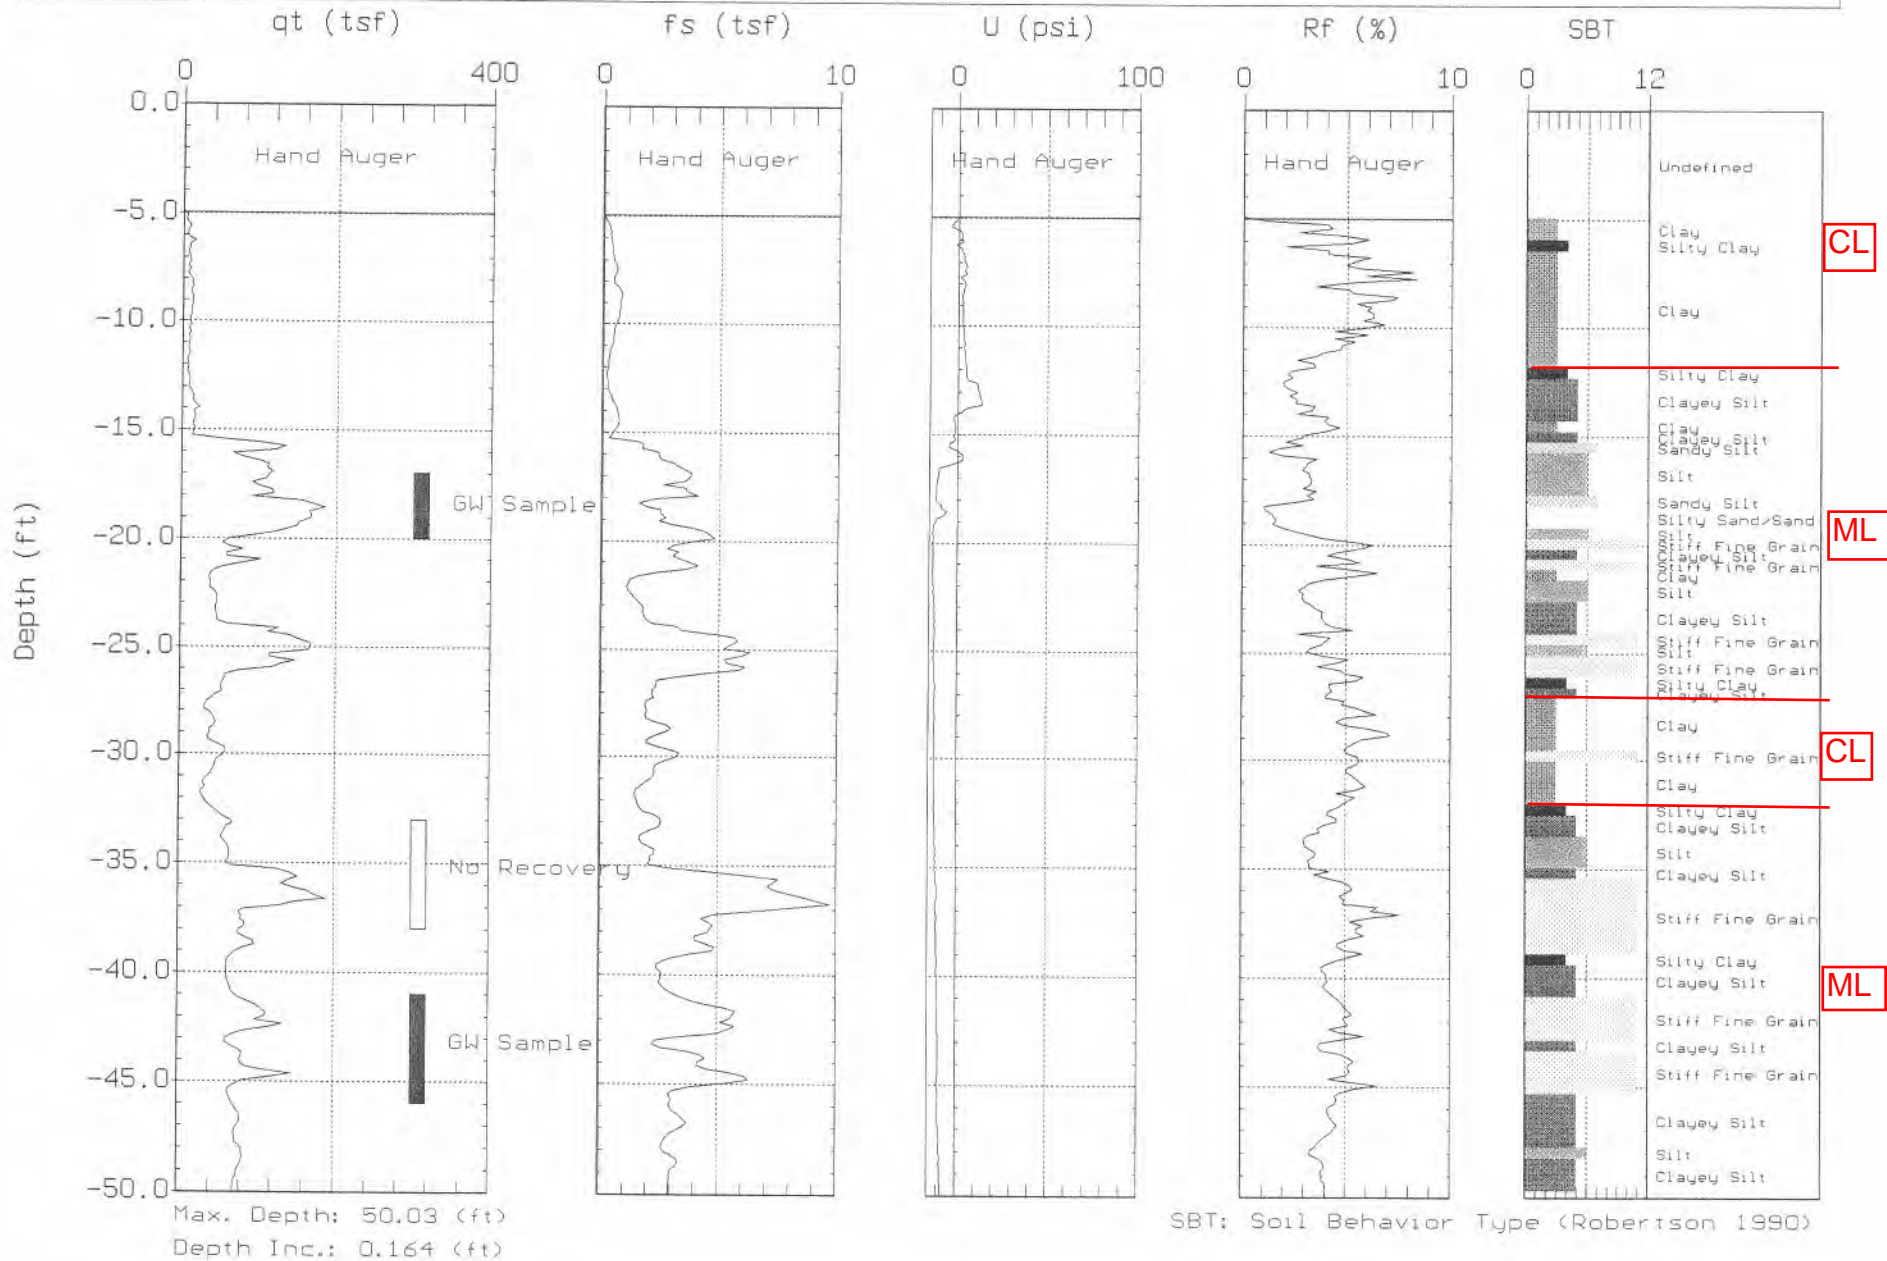 qt (tsf) fs (tsf) U (psi) Rf (%) SBT
0 400 0 10 0 100 0 10 0 12
0.0
Hand Auger Hand Auger Hand Auger Hand Auger
Undefined
-5.0
Clay
Silty Clay
CL
Clay
-10.0
Silty Clay
Clayey Silt
-15.0
Clay
Clayey Silt
Sandy Silt
Silt
GW Sample
Sandy Silt
Silty Sand/Sand
ML
-20.0
Silt
Stiff Fine Grain
Clayey Silt
Stiff Fine Grain
Clay
Silt
Depth (ft)
Clayey Silt
-25.0
Stiff Fine Grain
Silt
Stiff Fine Grain
Silty Clay
Clayey Silt
Clay
-30.0
Stiff Fine Grain
CL
Clay
Silty Clay
Clayey Silt
Silt
-35.0
No Recovery
Clayey Silt
Stiff Fine Grain
Silty Clay
-40.0
Clayey Silt
ML
Stiff Fine Grain
GW Sample
Clayey Silt
-45.0
Stiff Fine Grain
Clayey Silt
Silt
Clayey Silt
-50.0
Max. Depth: 50.03 (ft)
Depth Inc.: 0.164 (ft)
SBT: Soil Behavior Type (Robertson 1990)